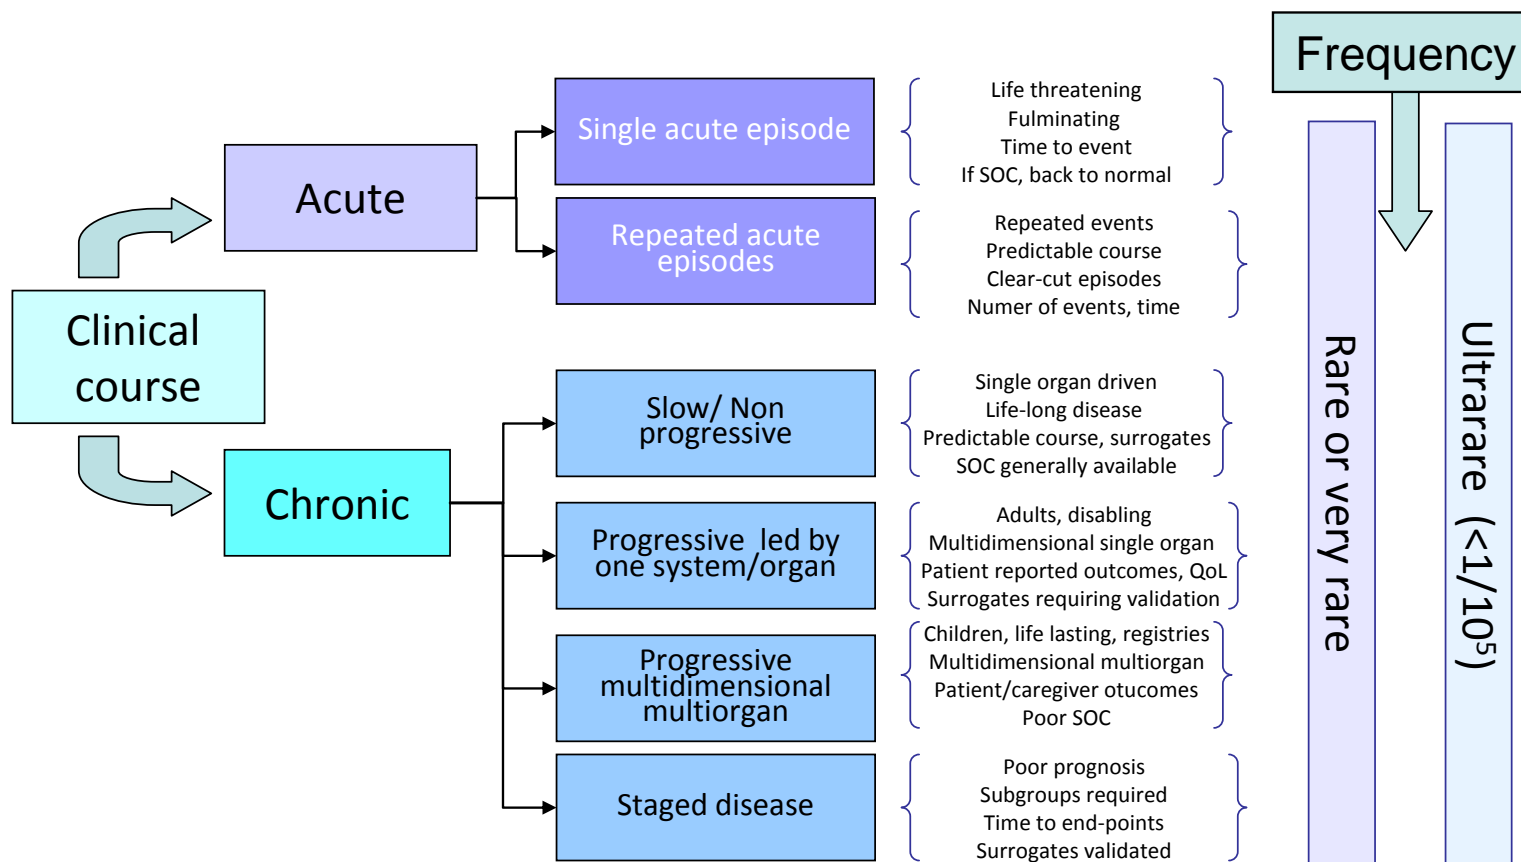 Frequency
Clinical
course
Acute
Single acute episode
Life threatening
Fulminating
Time to event
If SOC, back to normal
Repeated acute
episodes
Repeated events
Predictable course
Clear-cut episodes
Numer of events, time
Chronic
Slow/ Non
progressive
Single organ driven
Life-long disease
Predictable course, surrogates
SOC generally available
Progressive led by
one system/organ
Adults, disabling
Multidimensional single organ
Patient reported outcomes, QoL
Surrogates requiring validation
Progressive
multidimensional
multiorgan
Children, life lasting, registries
Multidimensional multiorgan
Patient/caregiver otucomes
Poor SOC
Staged disease
Poor prognosis
Subgroups required
Time to end-points
Surrogates validated
Rare or very rare
Ultrarare (<1/10⁵)